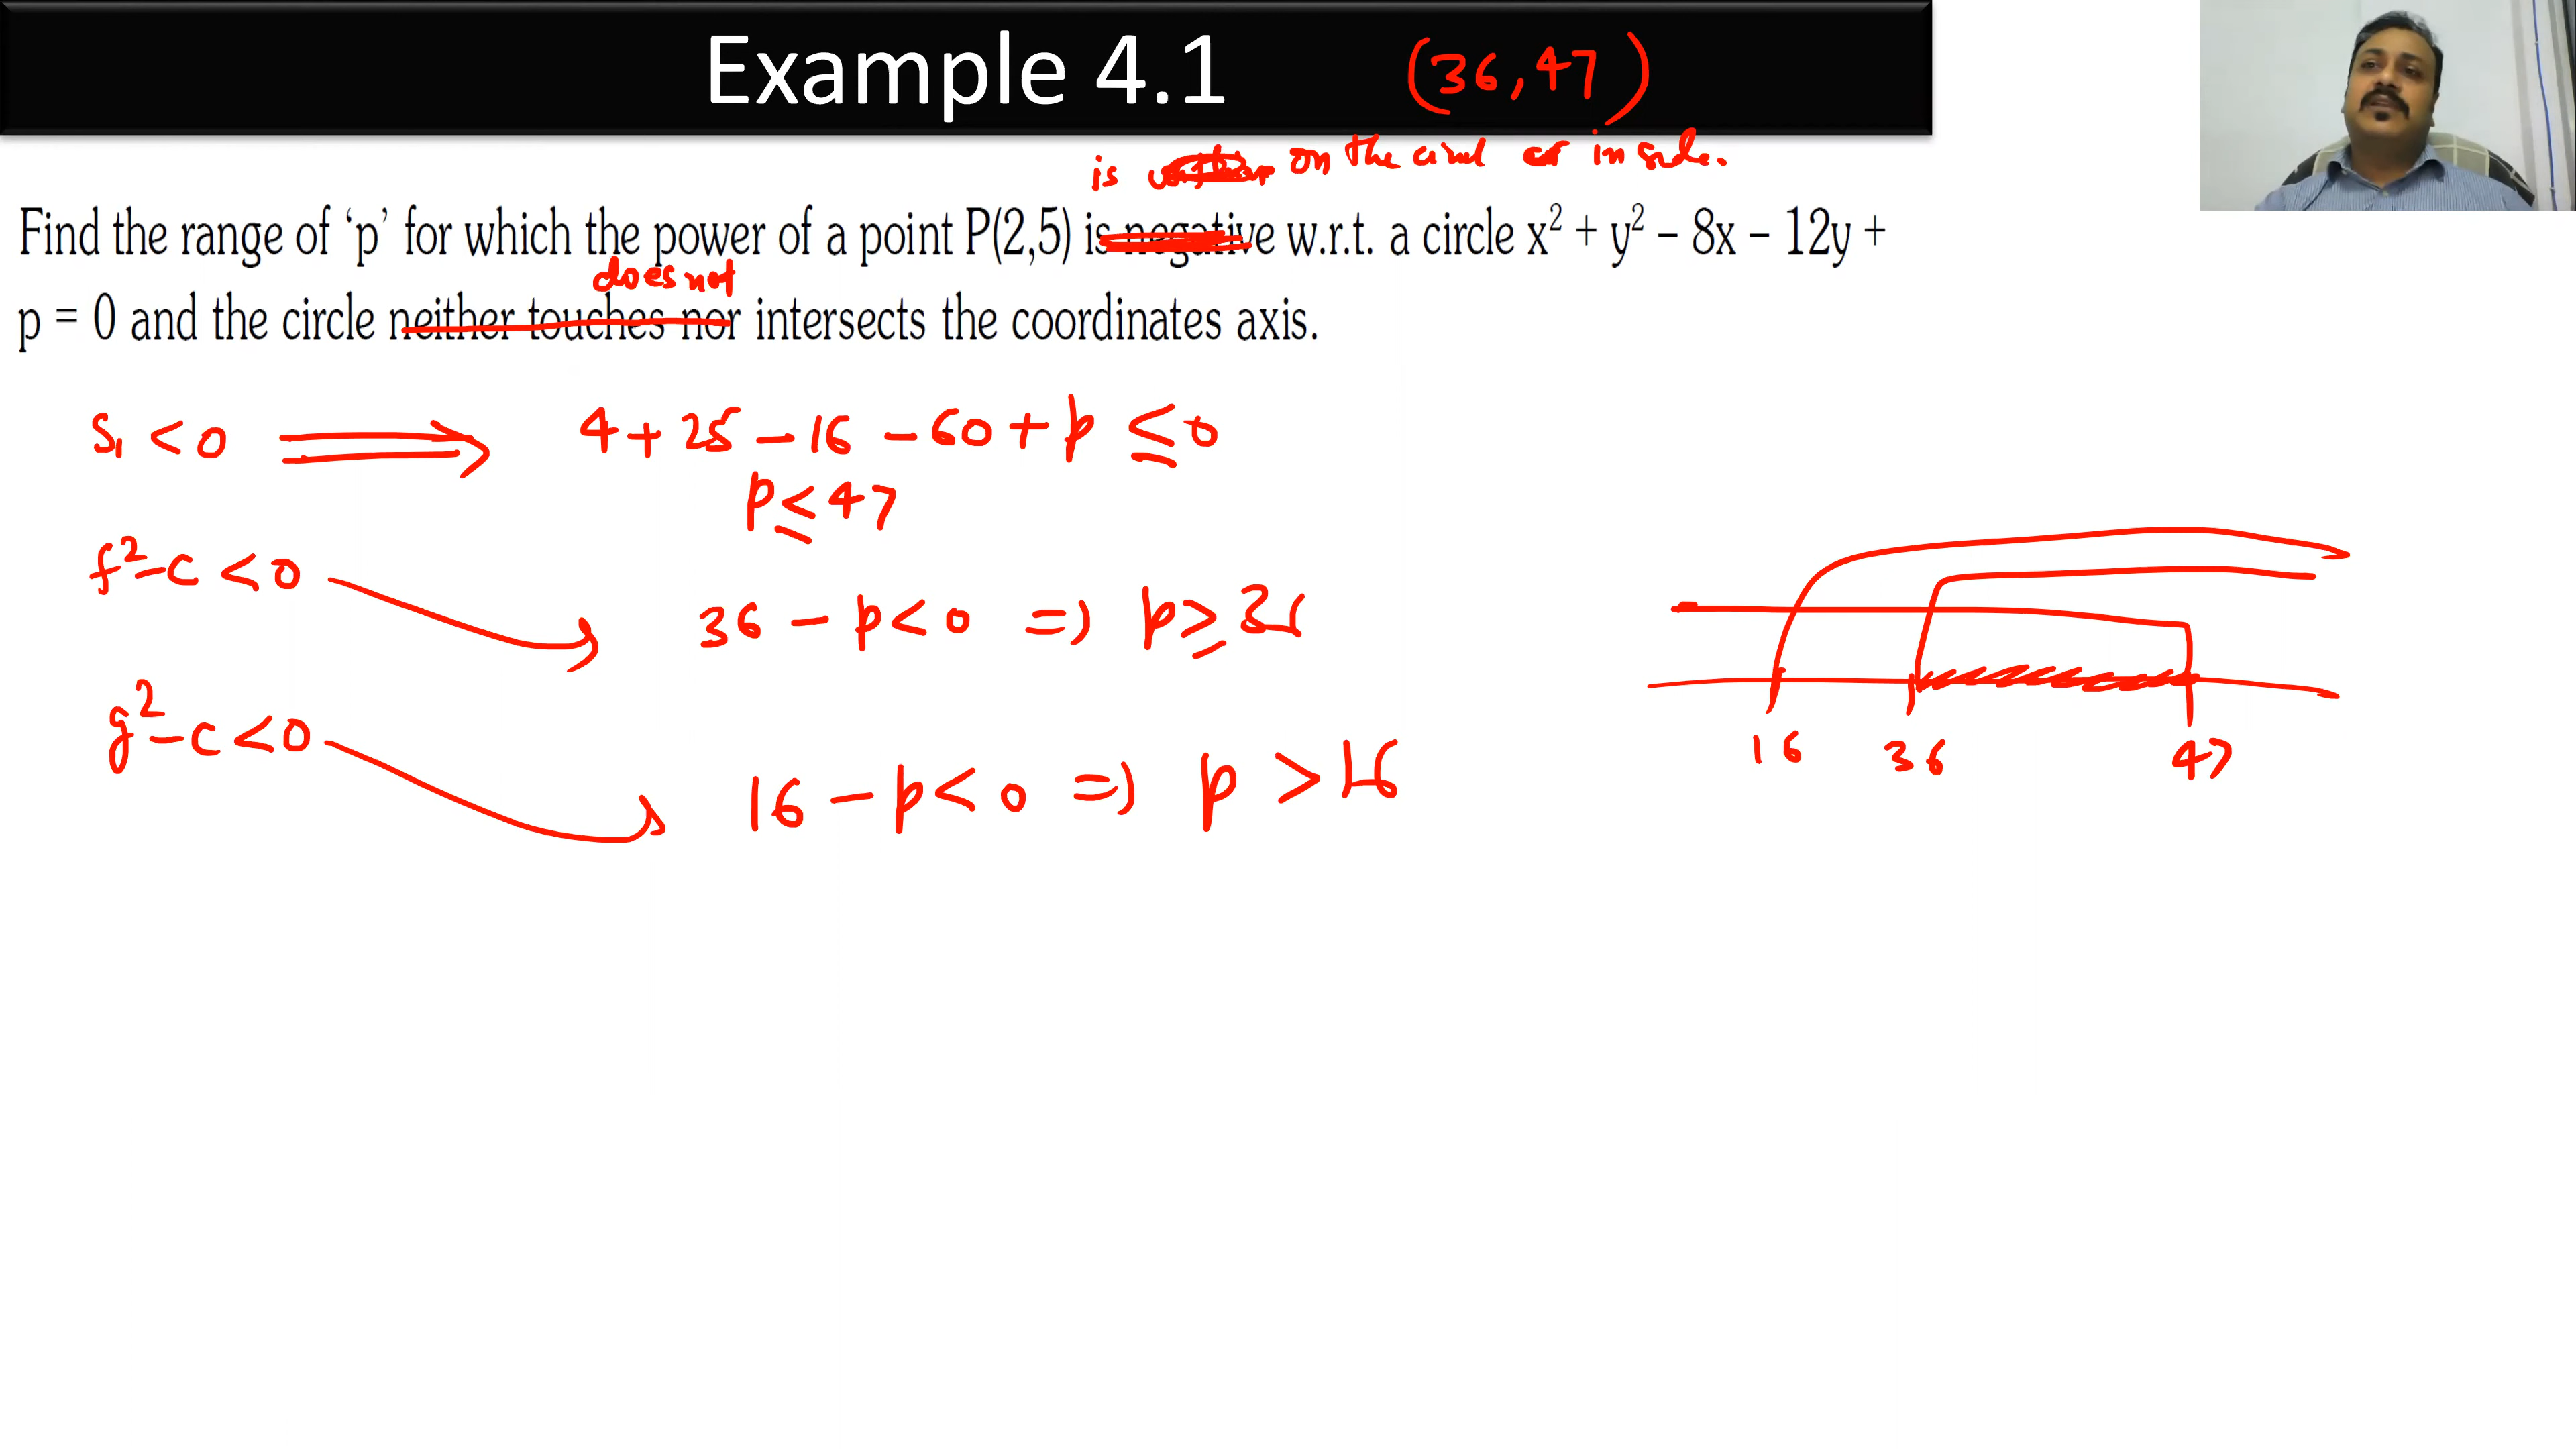 Example 4.1 (36,47)
is on the circl or in side.
Find the range of ‘p’ for which the power of a point P(2,5) is negative w.r.t. a circle x² + y² – 8x – 12y +
does not
p = 0 and the circle neither touches nor intersects the coordinates axis.
S₁ < 0 ⟹ 4 + 25 – 16 – 60 + p ≤ 0
p ≤ 47
f² – c < 0
36 – p < 0 ⇒ p ≥ 36
g² – c < 0
16 – p < 0 ⇒ p > 16
16 36 47